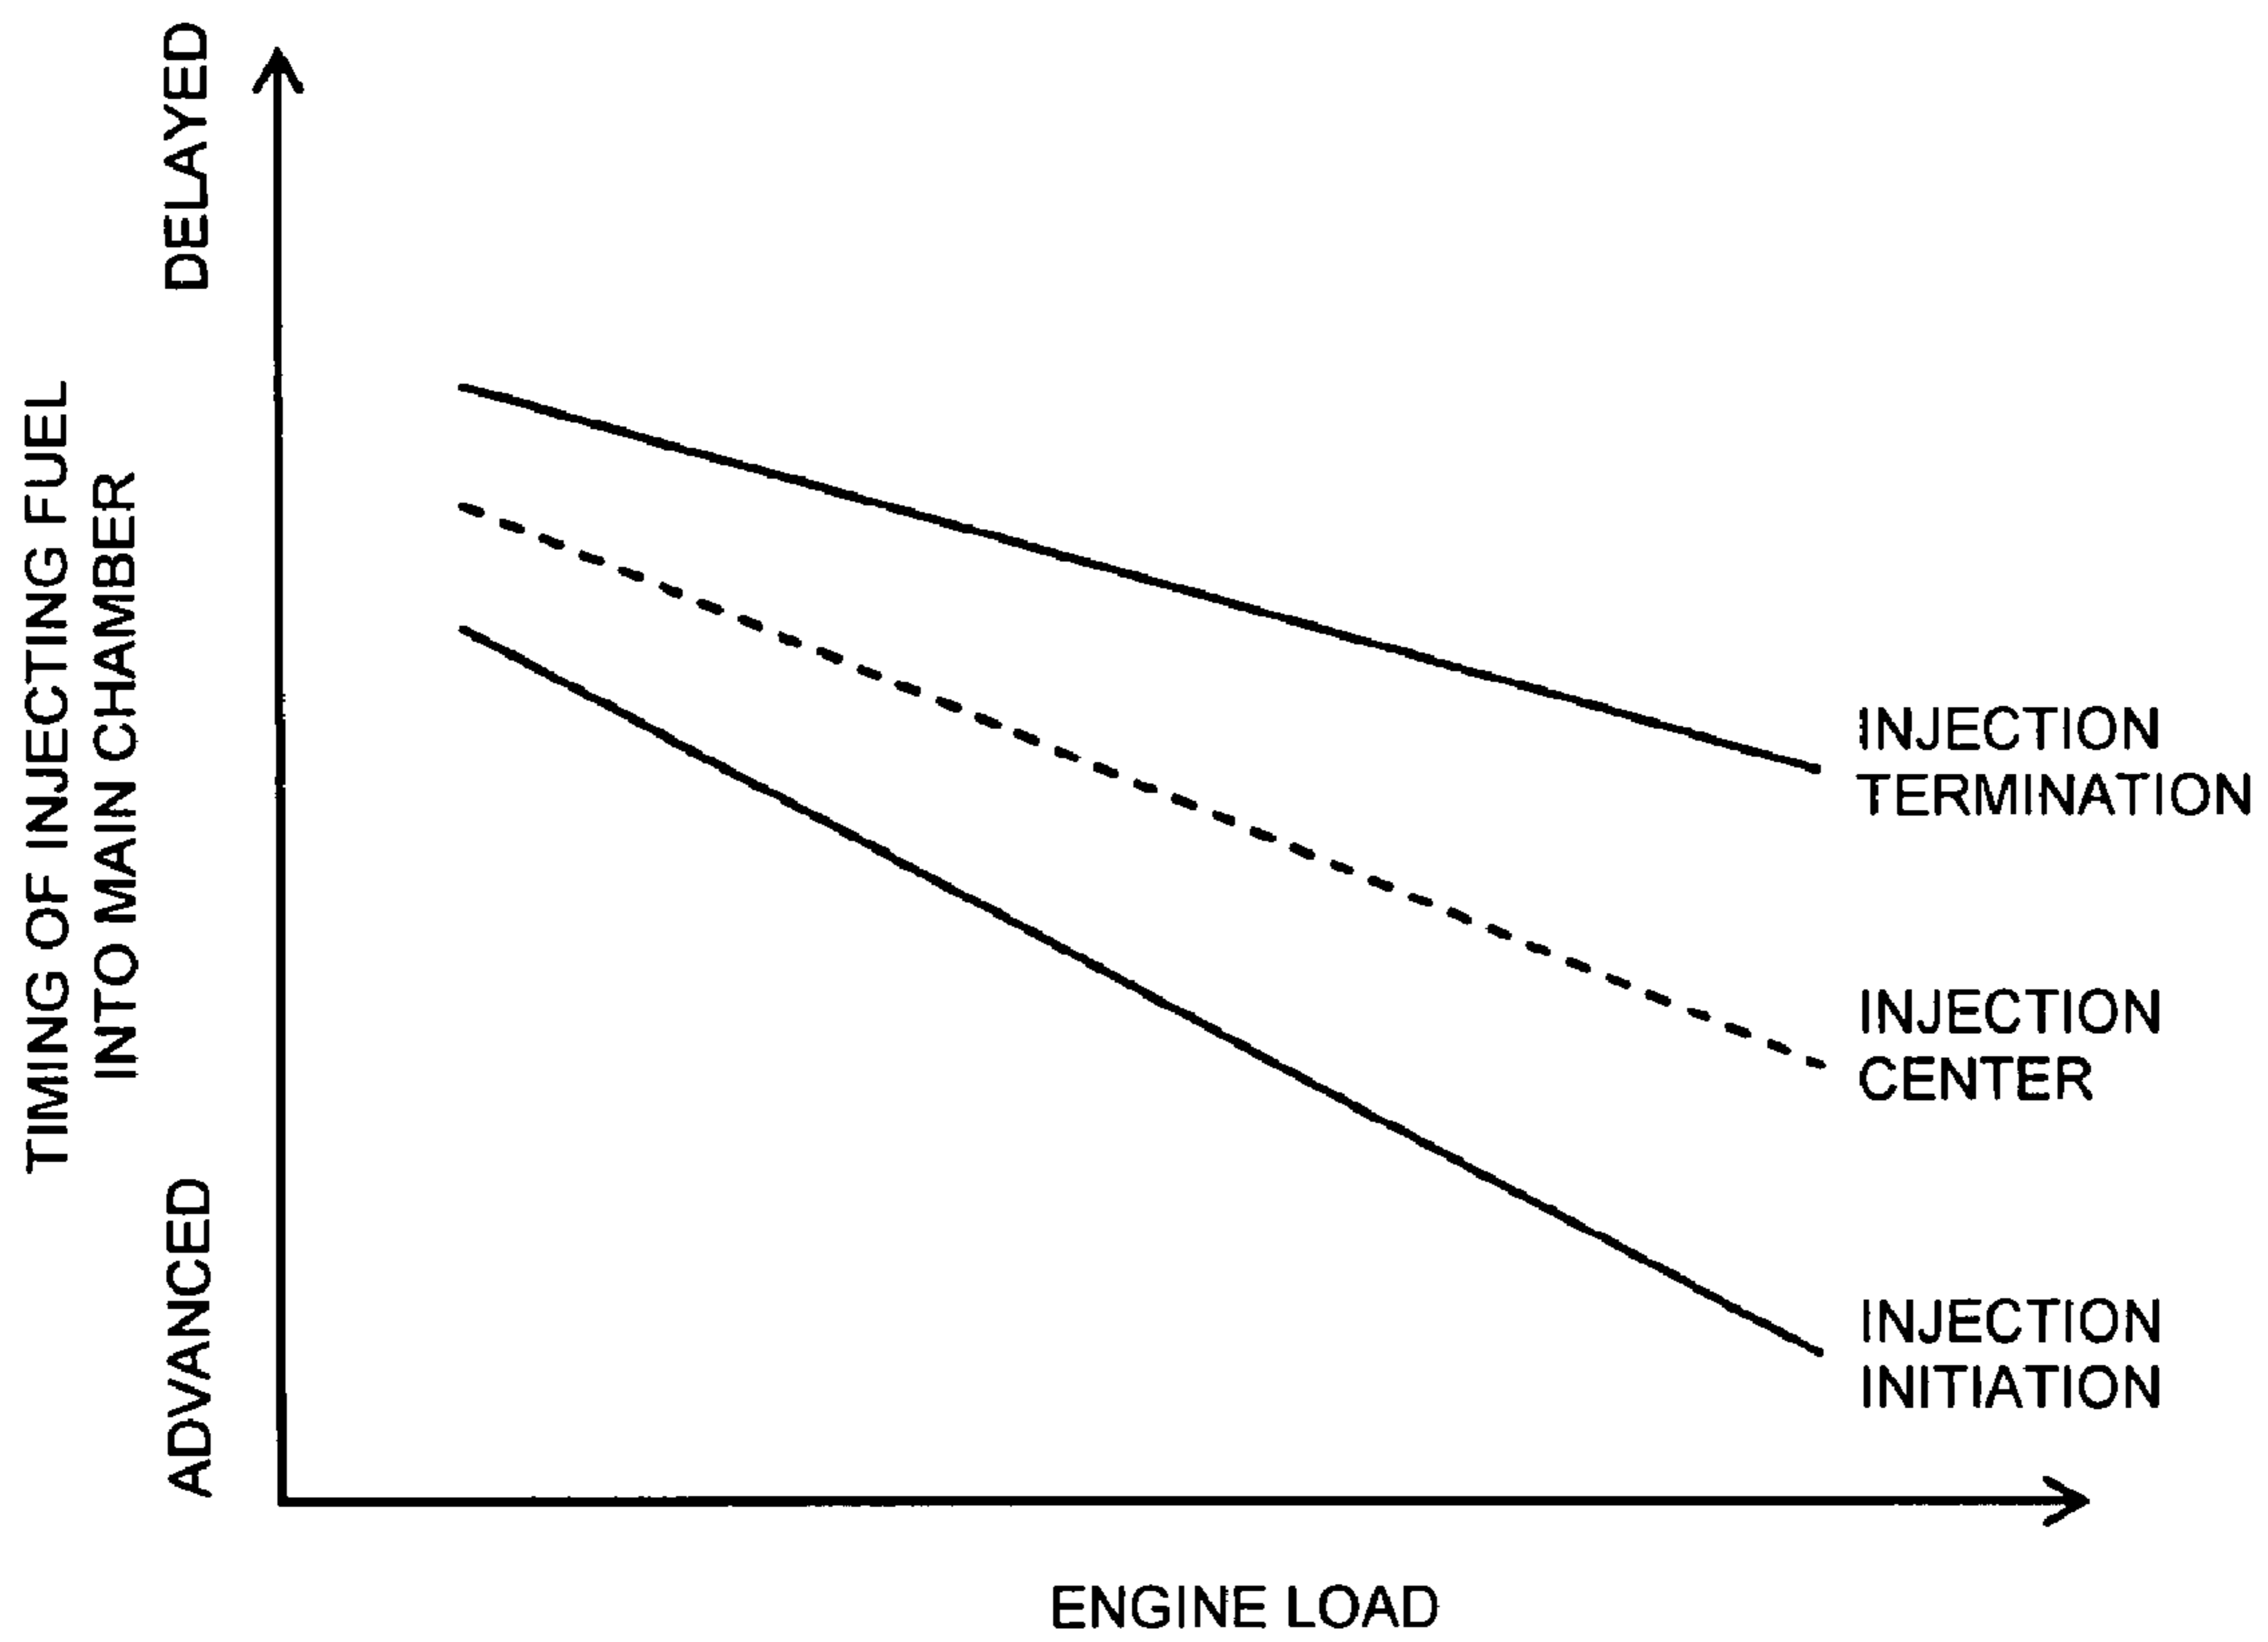 DELAYED
TIMING OF INJECTING FUEL
INTO MAIN CHAMBER
ADVANCED
INJECTION
TERMINATION
INJECTION
CENTER
INJECTION
INITIATION
ENGINE LOAD